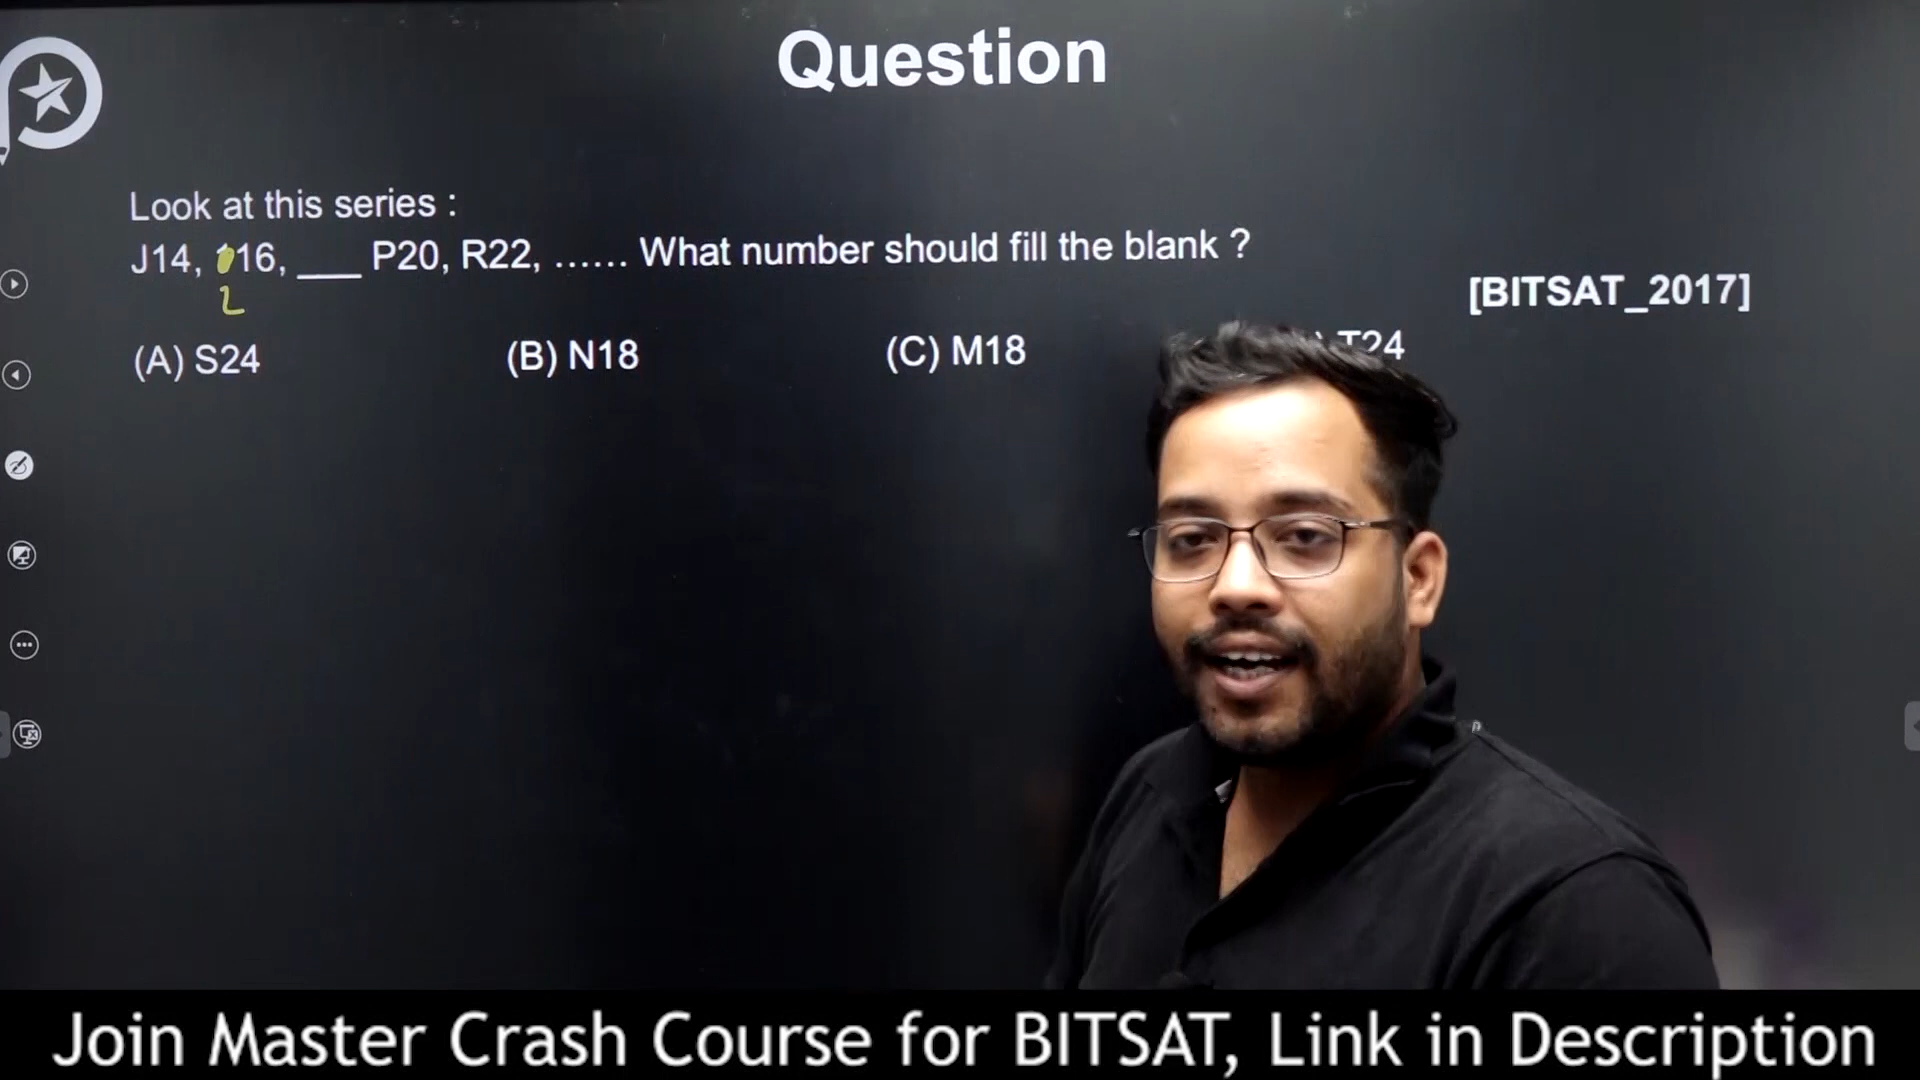 Question
Look at this series :
J14, 16, ___ P20, R22, ...... What number should fill the blank ?
L
[BITSAT_2017]
(A) S24 (B) N18 (C) M18 ) T24
Join Master Crash Course for BITSAT, Link in Description